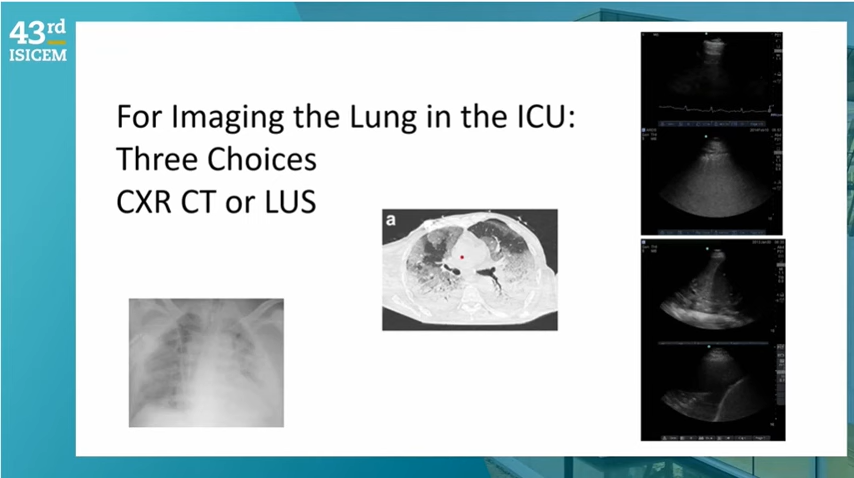 43rd
ISICEM
For Imaging the Lung in the ICU:
Three Choices
CXR CT or LUS
a